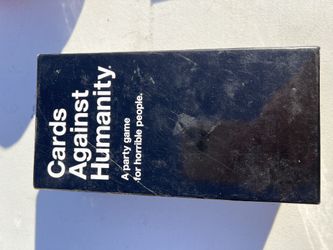 Cards
Against
Humanity.
A party game
for horrible people.